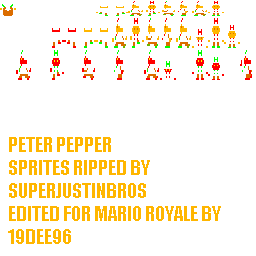 PETER PEPPER
SPRITES RIPPED BY
SUPERJUSTINBROS
EDITED FOR MARIO ROYALE BY
19DEE96